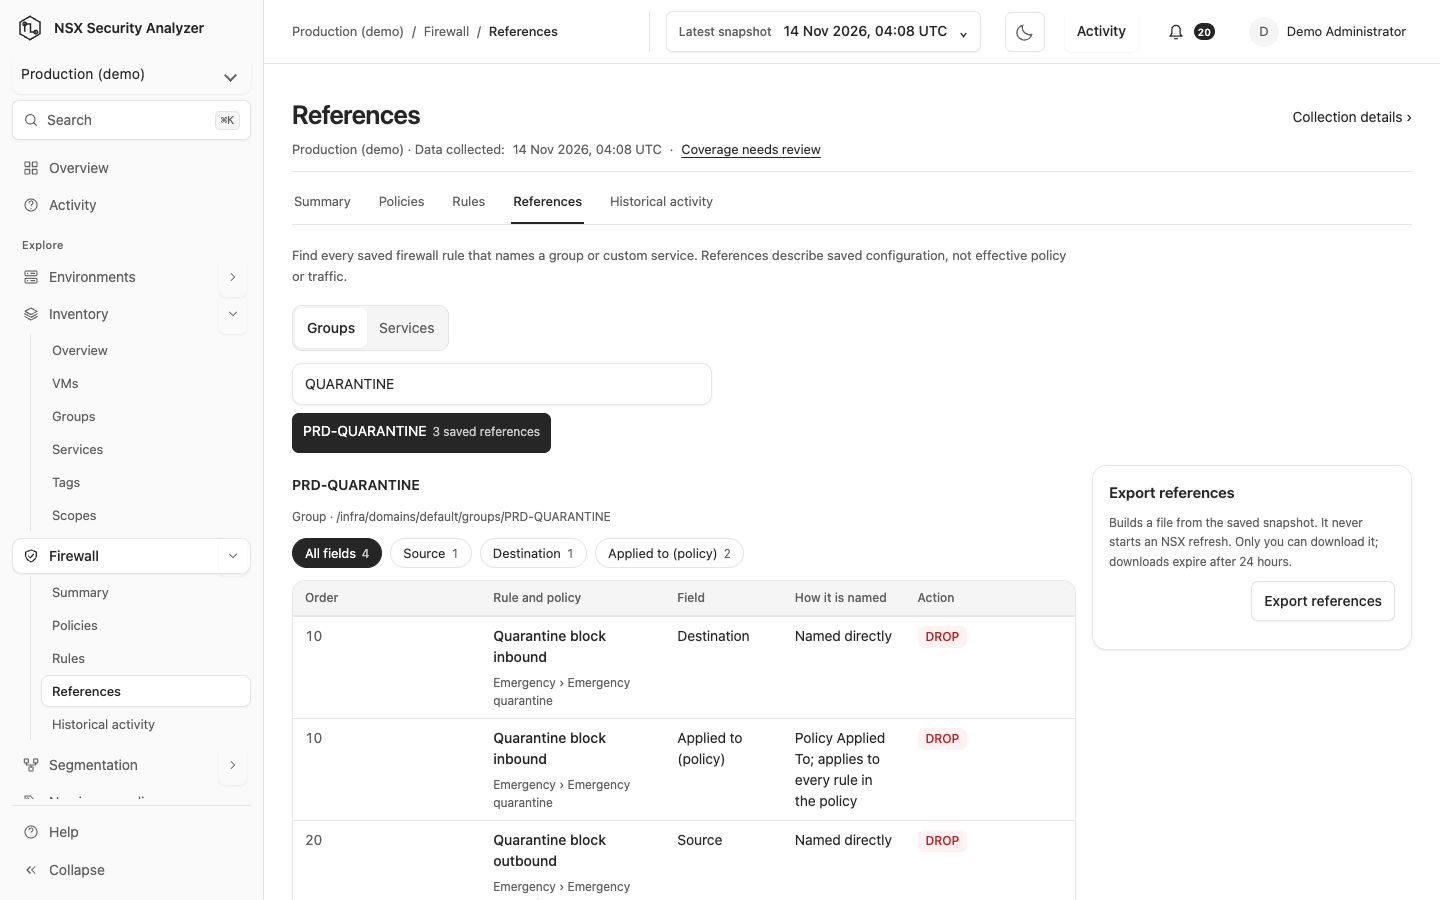 NSX Security Analyzer
Production (demo)
Search ⌘K
Overview
Activity
Explore
Environments
Inventory
Overview
VMs
Groups
Services
Tags
Scopes
Firewall
Summary
Policies
Rules
References
Historical activity
Segmentation
Help
Collapse
Production (demo) / Firewall / References
Latest snapshot 14 Nov 2026, 04:08 UTC
Activity
20
D Demo Administrator
References
Collection details ›
Production (demo) · Data collected: 14 Nov 2026, 04:08 UTC · Coverage needs review
Summary Policies Rules References Historical activity
Find every saved firewall rule that names a group or custom service. References describe saved configuration, not effective policy
or traffic.
Groups Services
QUARANTINE
PRD-QUARANTINE 3 saved references
PRD-QUARANTINE
Group · /infra/domains/default/groups/PRD-QUARANTINE
All fields 4 Source 1 Destination 1 Applied to (policy) 2
Order Rule and policy Field How it is named Action
10 Quarantine block Destination Named directly DROP
inbound
Emergency › Emergency
quarantine
10 Quarantine block Applied to Policy Applied DROP
inbound (policy) To; applies to
Emergency › Emergency every rule in
quarantine the policy
20 Quarantine block Source Named directly DROP
outbound
Emergency › Emergency
Export references
Builds a file from the saved snapshot. It never
starts an NSX refresh. Only you can download it;
downloads expire after 24 hours.
Export references